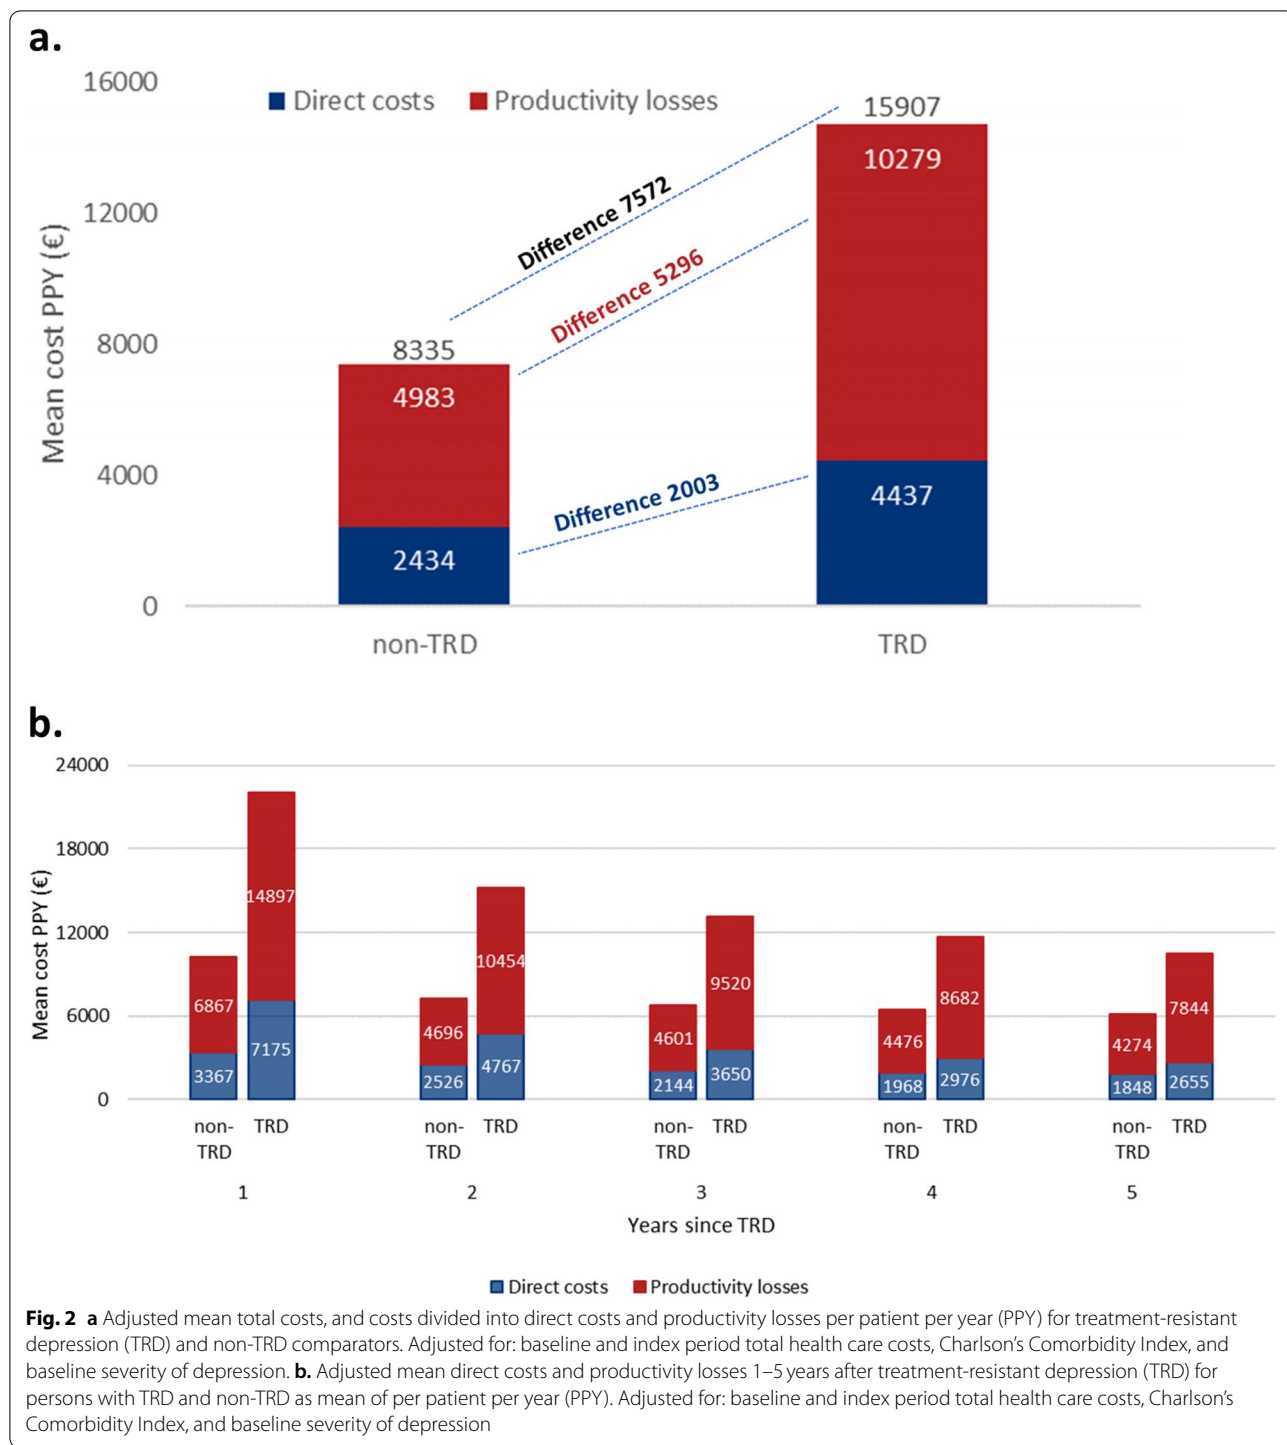 a.
16000
Direct costs
Productivity losses
15907
10279
12000
Difference 7572
Difference 5296
Mean cost PPY (€)
8000
8335
4983
4000
Difference 2003
4437
2434
0
non-TRD
TRD
b.
24000
18000
14897
Mean cost PPY (€)
12000
10454
9520
8682
7844
6867
6000
4696
4601
4476
4274
7175
4767
3650
2976
2655
3367
2526
2144
1968
1848
0
non- TRD non- TRD non- TRD non- TRD non- TRD
TRD TRD TRD TRD TRD
1 2 3 4 5
Years since TRD
Direct costs Productivity losses
Fig. 2 a Adjusted mean total costs, and costs divided into direct costs and productivity losses per patient per year (PPY) for treatment-resistant
depression (TRD) and non-TRD comparators. Adjusted for: baseline and index period total health care costs, Charlson's Comorbidity Index, and
baseline severity of depression. b. Adjusted mean direct costs and productivity losses 1–5 years after treatment-resistant depression (TRD) for
persons with TRD and non-TRD as mean of per patient per year (PPY). Adjusted for: baseline and index period total health care costs, Charlson's
Comorbidity Index, and baseline severity of depression